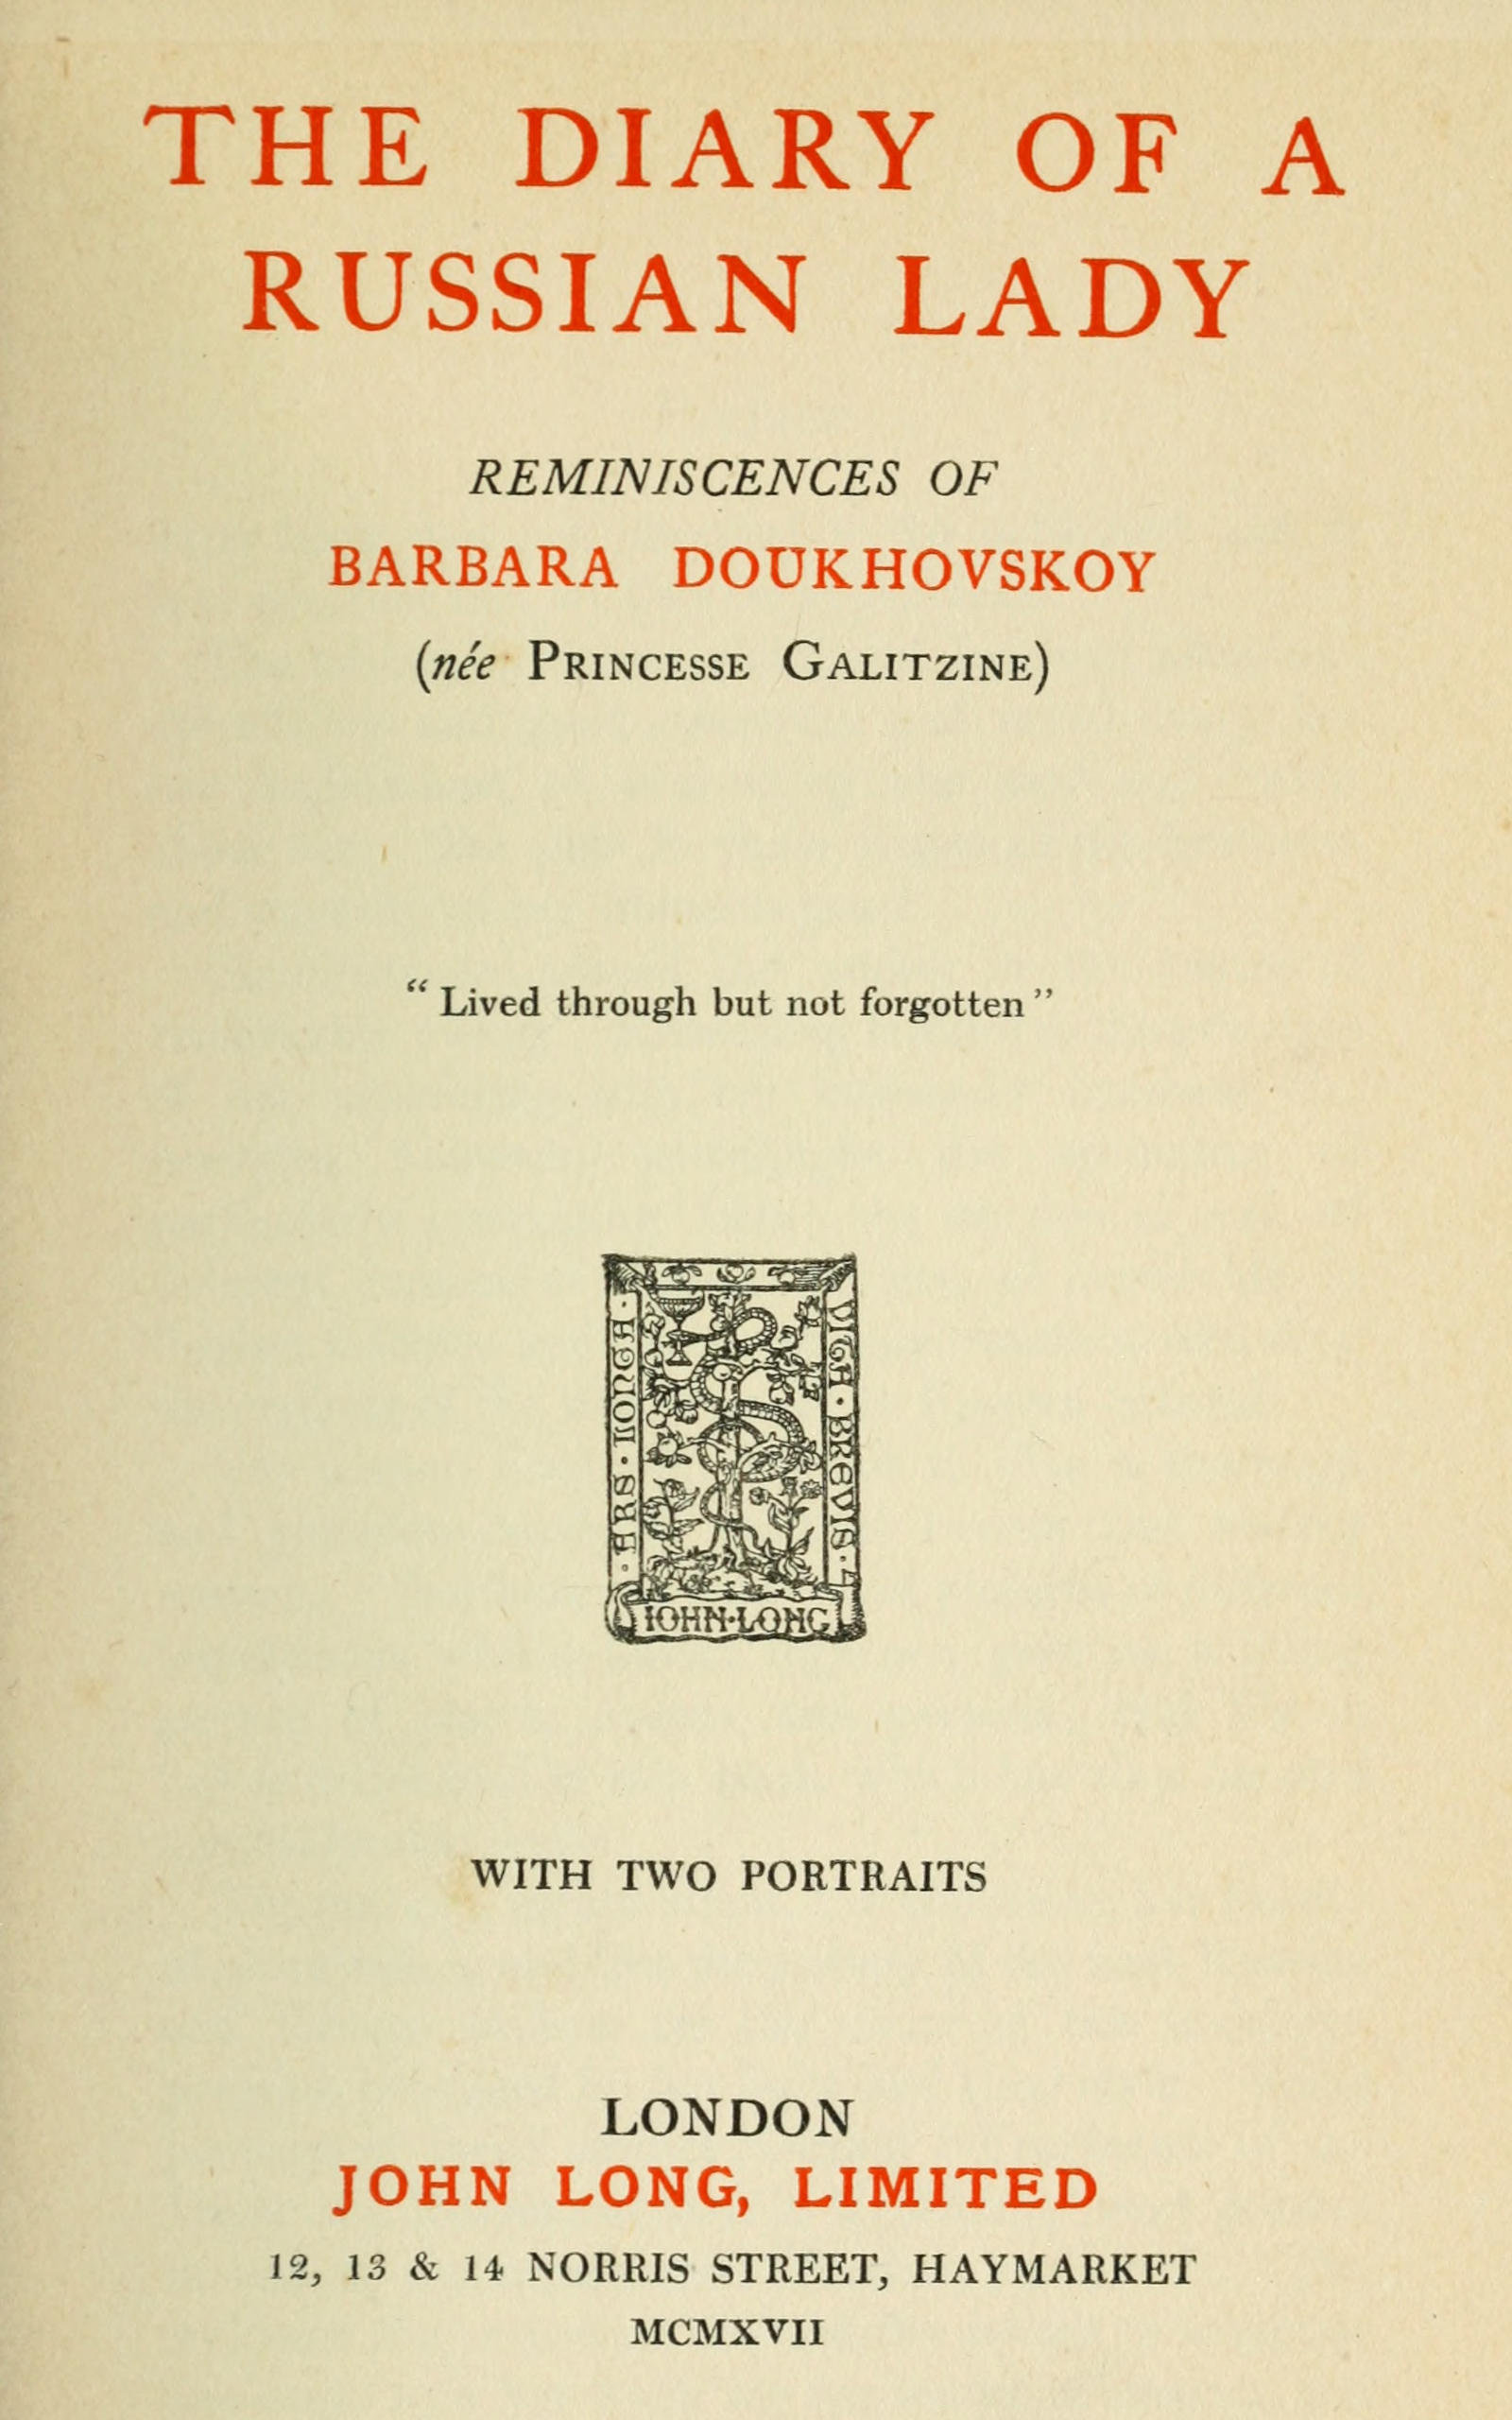 THE DIARY OF A
RUSSIAN LADY
REMINISCENCES OF
BARBARA DOUKHOVSKOY
(née PRINCESSE GALITZINE)
“Lived through but not forgotten”
ARS · LONGA ·
VITA · BREVIS ·
IOHN·LONG
WITH TWO PORTRAITS
LONDON
JOHN LONG, LIMITED
12, 13 & 14 NORRIS STREET, HAYMARKET
MCMXVII